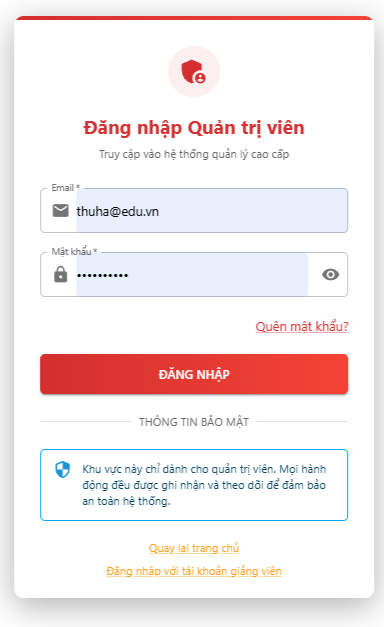 Đăng nhập Quản trị viên
Truy cập vào hệ thống quản lý cao cấp
Email *
thuha@edu.vn
Mật khẩu *
••••••••••
Quên mật khẩu?
ĐĂNG NHẬP
THÔNG TIN BẢO MẬT
Khu vực này chỉ dành cho quản trị viên. Mọi hành
động đều được ghi nhận và theo dõi để đảm bảo
an toàn hệ thống.
Quay lại trang chủ
Đăng nhập với tài khoản giảng viên